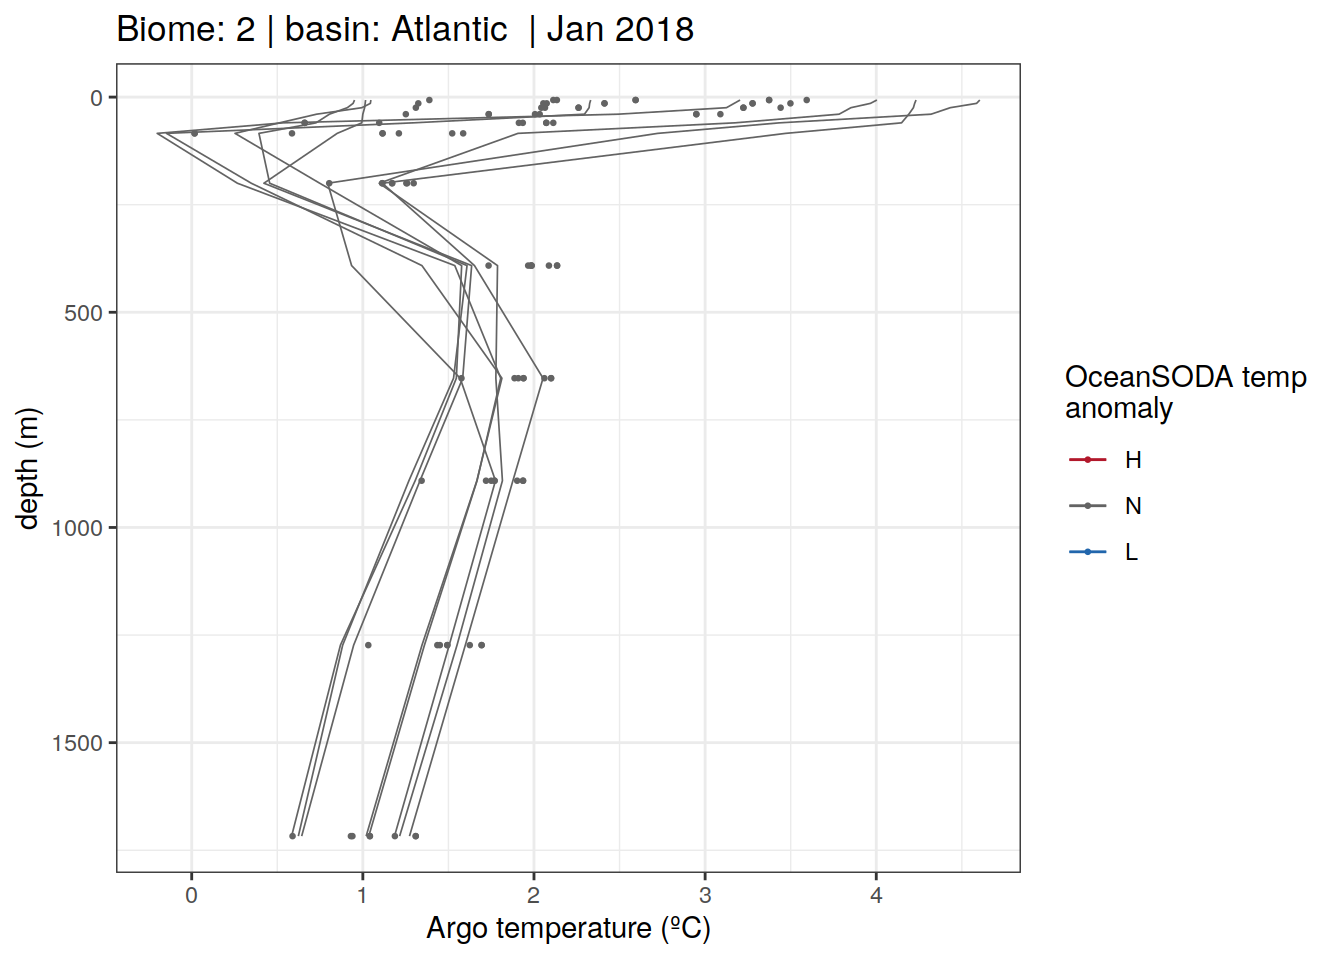 Biome: 2 | basin: Atlantic  | Jan 2018
0
500
1000
1500
depth (m)
0
1
2
3
4
Argo temperature (ºC)
OceanSODA temp
anomaly
H
N
L